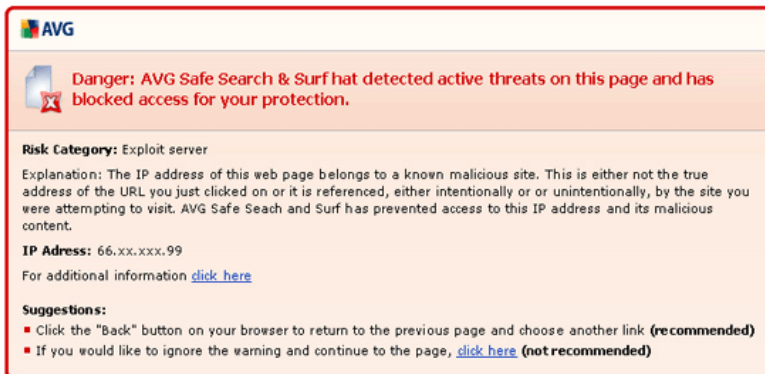 AVG
Danger: AVG Safe Search & Surf hat detected active threats on this page and has
blocked access for your protection.
Risk Category: Exploit server
Explanation: The IP address of this web page belongs to a known malicious site. This is either not the true
address of the URL you just clicked on or it is referenced, either intentionally or or unintentionally, by the site you
were attempting to visit. AVG Safe Seach and Surf has prevented access to this IP address and its malicious
content.
IP Adress: 66.xx.xxx.99
For additional information click here
Suggestions:
Click the "Back" button on your browser to return to the previous page and choose another link (recommended)
If you would like to ignore the warning and continue to the page, click here (not recommended)